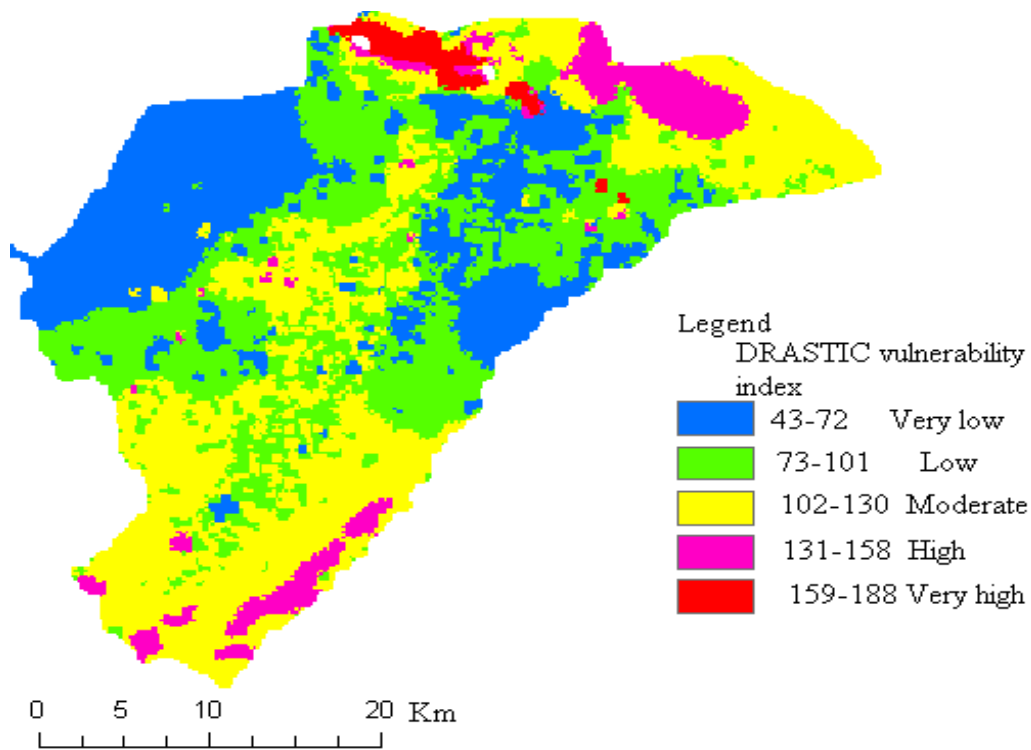 Legend
DRASTIC vulnerability
index
43-72 Very low
73-101 Low
102-130 Moderate
131-158 High
159-188 Very high
0 5 10 20 Km